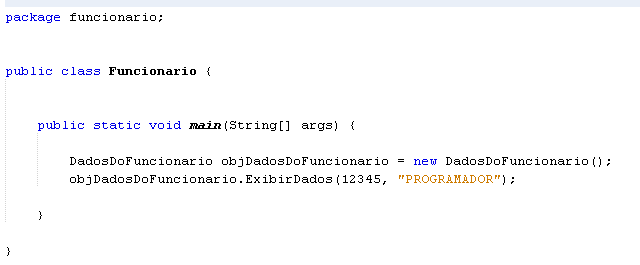 package funcionario;
public class Funcionario {
public static void main(String[] args) {
DadosDoFuncionario objDadosDoFuncionario = new DadosDoFuncionario();
objDadosDoFuncionario.ExibirDados(12345, "PROGRAMADOR");
}
}